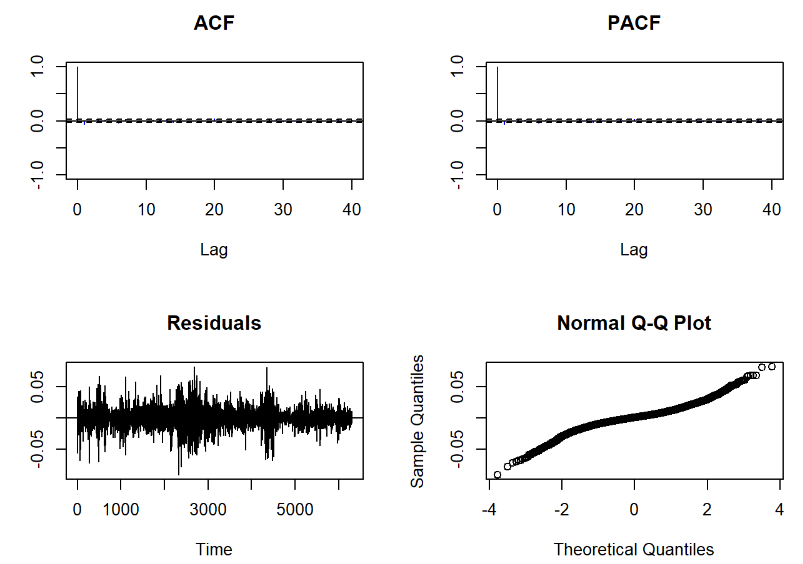 ACF
1.0
0.0
-1.0
0 10 20 30 40
Lag
PACF
1.0
0.0
-1.0
0 10 20 30 40
Lag
Residuals
0.05
-0.05
0 1000 3000 5000
Time
Normal Q-Q Plot
Sample Quantiles
0.05
-0.05
-4 -2 0 2 4
Theoretical Quantiles